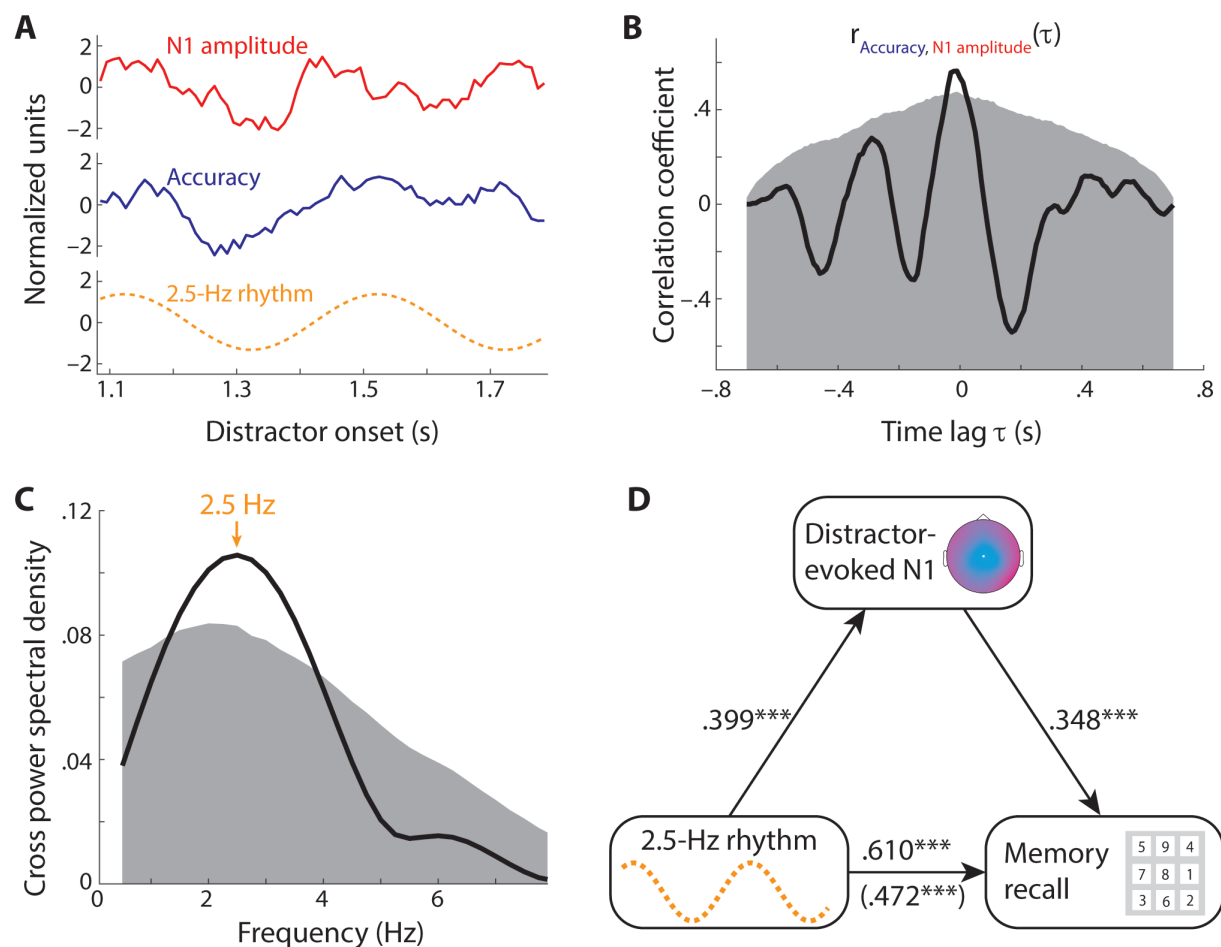 A
N1 amplitude
2
0
−2
Accuracy
2
0
−2
2.5-Hz rhythm
2
0
−2
Normalized units
1.1 1.3 1.5 1.7
Distractor onset (s)
B
rAccuracy, N1 amplitude(τ)
.4
0
−.4
Correlation coefficient
−.8 −.4 0 .4 .8
Time lag τ (s)
C
2.5 Hz
.12
.08
.04
0
Cross power spectral density
2 4 6
Frequency (Hz)
D
Distractor-
evoked N1
.399***
.348***
2.5-Hz rhythm
.610***
(.472***)
Memory
recall
5 9 4
7 8 1
3 6 2